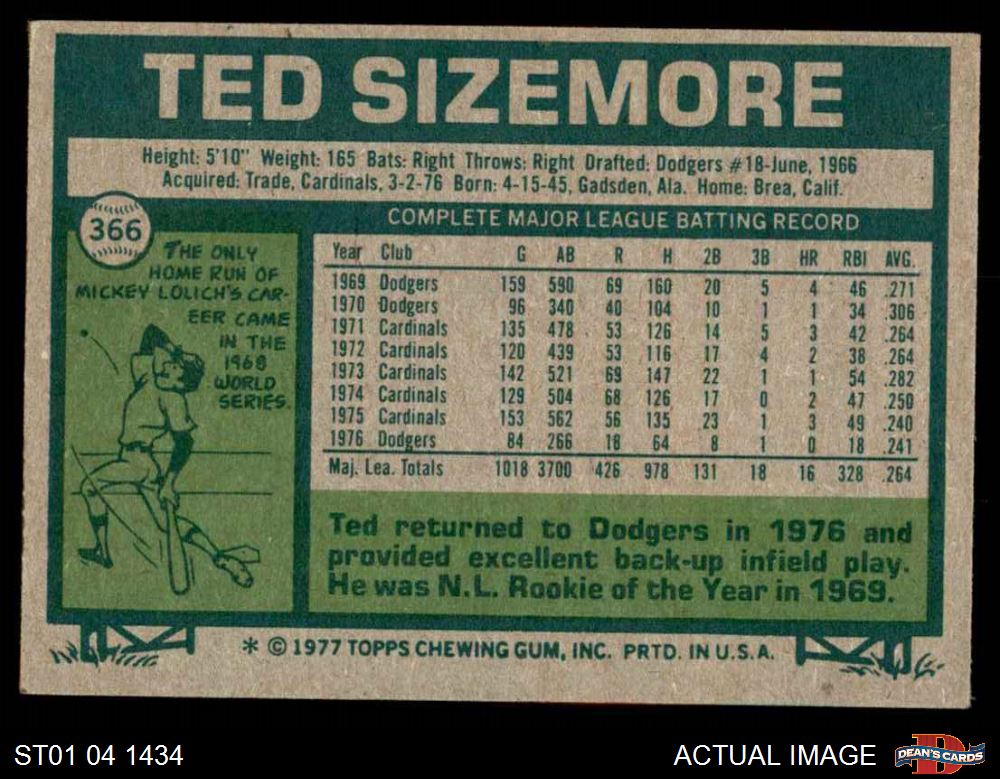 TED SIZEMORE
Height: 5'10" Weight: 165 Bats: Right Throws: Right Drafted: Dodgers #18-June, 1966
Acquired: Trade, Cardinals, 3-2-76 Born: 4-15-45, Gadsden, Ala. Home: Brea, Calif.
366
THE ONLY
HOME RUN OF
MICKEY LOLICH'S CAR-
EER CAME
IN THE
1968
WORLD
SERIES.
COMPLETE MAJOR LEAGUE BATTING RECORD
Year Club G AB R H 2B 3B HR RBI AVG.
1969 Dodgers 159 590 69 160 20 5 4 46 .271
1970 Dodgers 96 340 40 104 10 1 1 34 .306
1971 Cardinals 135 478 53 126 14 5 3 42 .264
1972 Cardinals 120 439 53 116 17 4 2 38 .264
1973 Cardinals 142 521 69 147 22 1 1 54 .282
1974 Cardinals 129 504 68 126 17 0 2 47 .250
1975 Cardinals 153 562 56 135 23 1 3 49 .240
1976 Dodgers 84 266 18 64 8 1 0 18 .241
Maj. Lea. Totals 1018 3700 426 978 131 18 16 328 .264
Ted returned to Dodgers in 1976 and
provided excellent back-up infield play.
He was N.L. Rookie of the Year in 1969.
* © 1977 TOPPS CHEWING GUM, INC. PRTD. IN U.S.A.
ST01 04 1434
ACTUAL IMAGE
D
DEAN'S CARDS